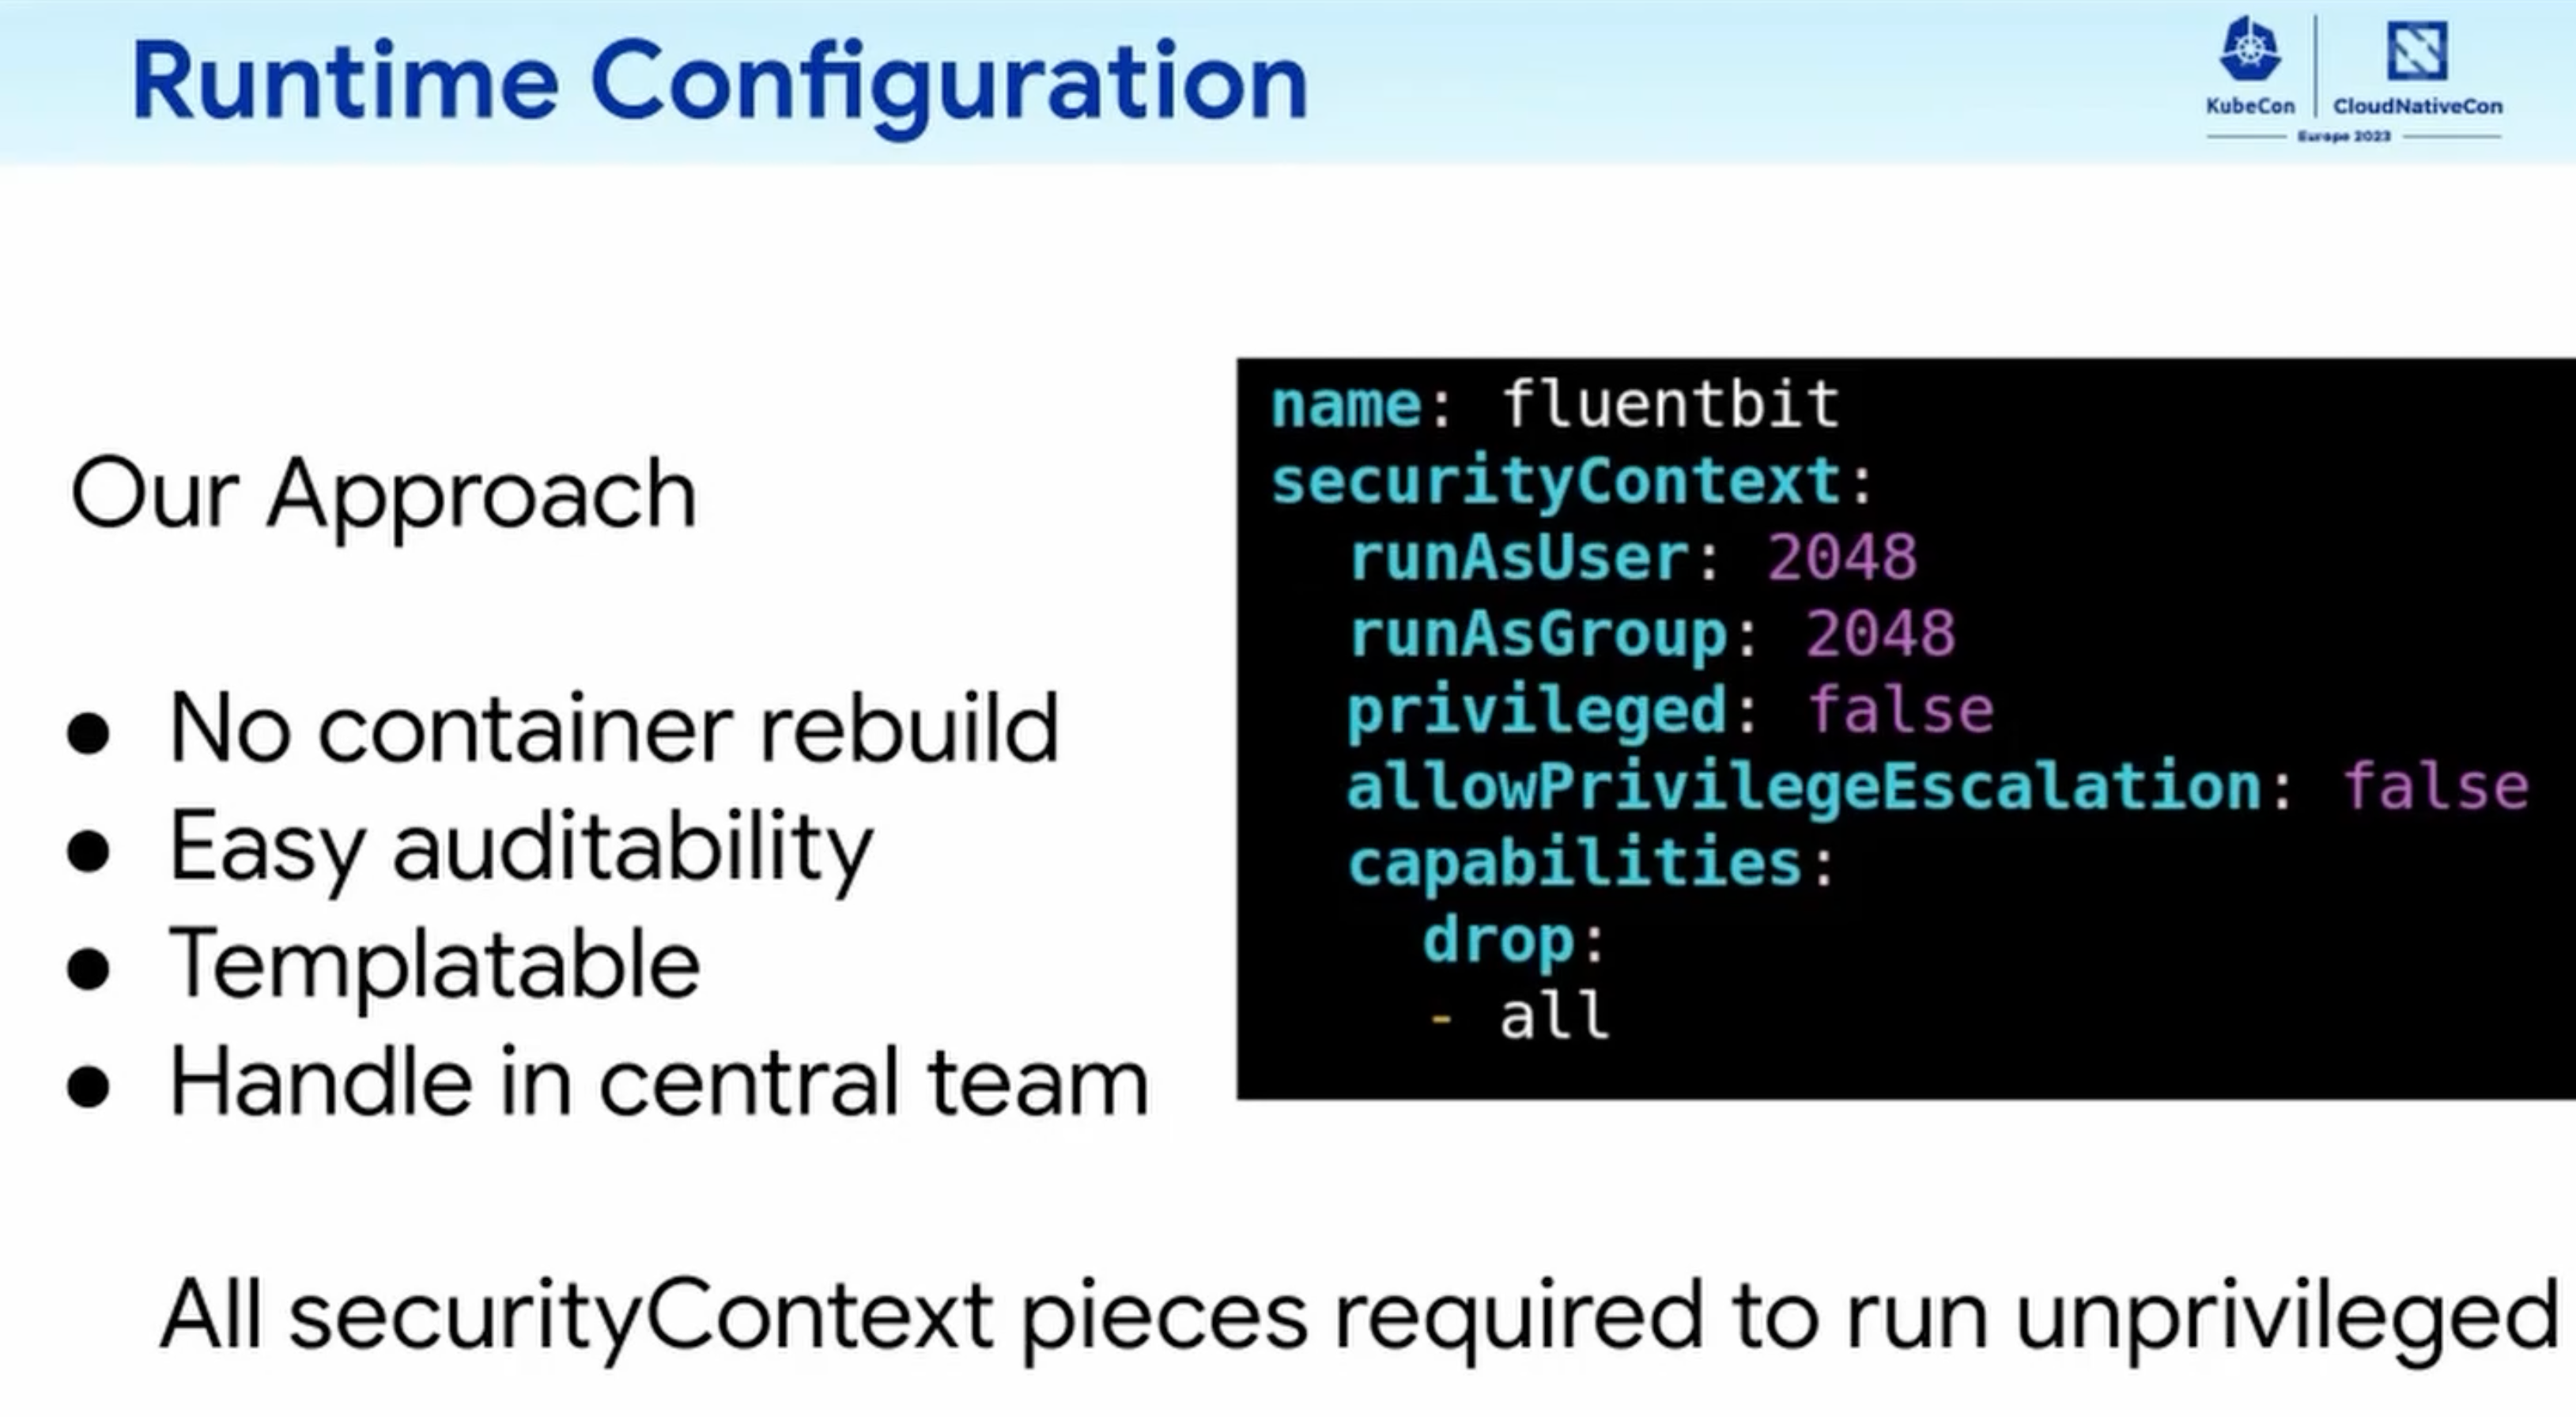 Runtime Configuration
KubeCon
CloudNativeCon
Europe 2023
Our Approach
● No container rebuild
● Easy auditability
● Templatable
● Handle in central team
name: fluentbit
securityContext:
  runAsUser: 2048
  runAsGroup: 2048
  privileged: false
  allowPrivilegeEscalation: false
  capabilities:
    drop:
    - all
All securityContext pieces required to run unprivileged